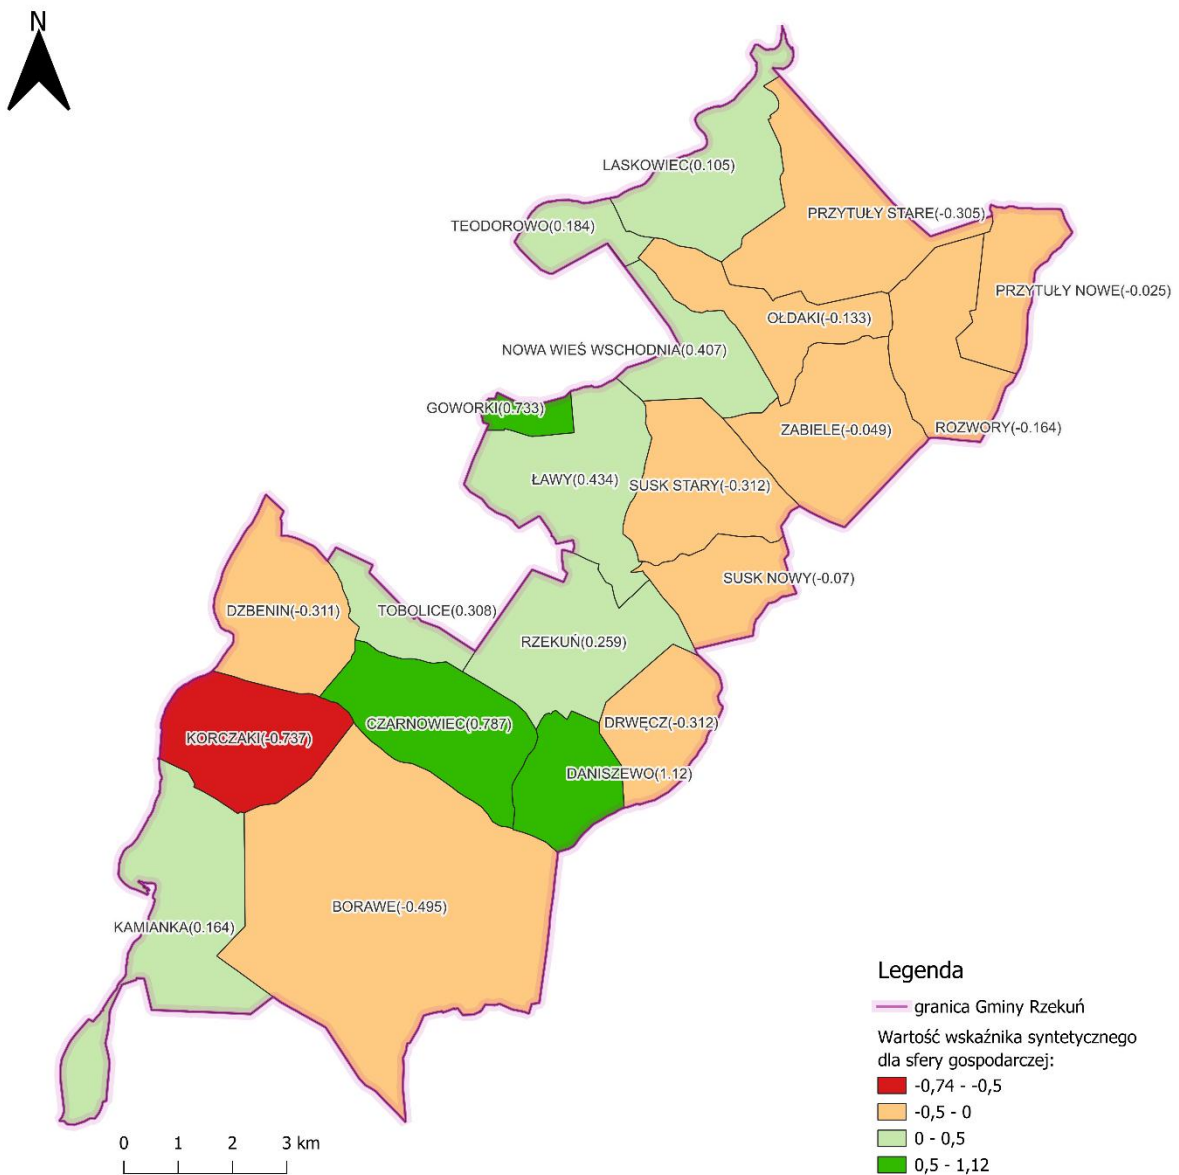 N
LASKOWIEC(0.105)
PRZYTUŁY STARE(-0.305)
TEODOROWO(0.184)
PRZYTUŁY NOWE(-0.025)
OŁDAKI(-0.133)
NOWA WIEŚ WSCHODNIA(0.407)
GOWORKI(0.733)
ZABIELE(-0.049)
ROZWORY(-0.164)
ŁAWY(0.434)
SUSK STARY(-0.312)
SUSK NOWY(-0.07)
DZBENIN(-0.311)
TOBOLICE(0.308)
RZEKUŃ(0.259)
CZARNOWIEC(0.787)
DRWĘCZ(-0.312)
KORCZAKI(-0.737)
DANISZEWO(1.12)
BORAWE(-0.495)
KAMIANKA(0.164)
Legenda
granica Gminy Rzekuń
Wartość wskaźnika syntetycznego
dla sfery gospodarczej:
-0,74 - -0,5
-0,5 - 0
0 - 0,5
0,5 - 1,12
0 1 2 3 km